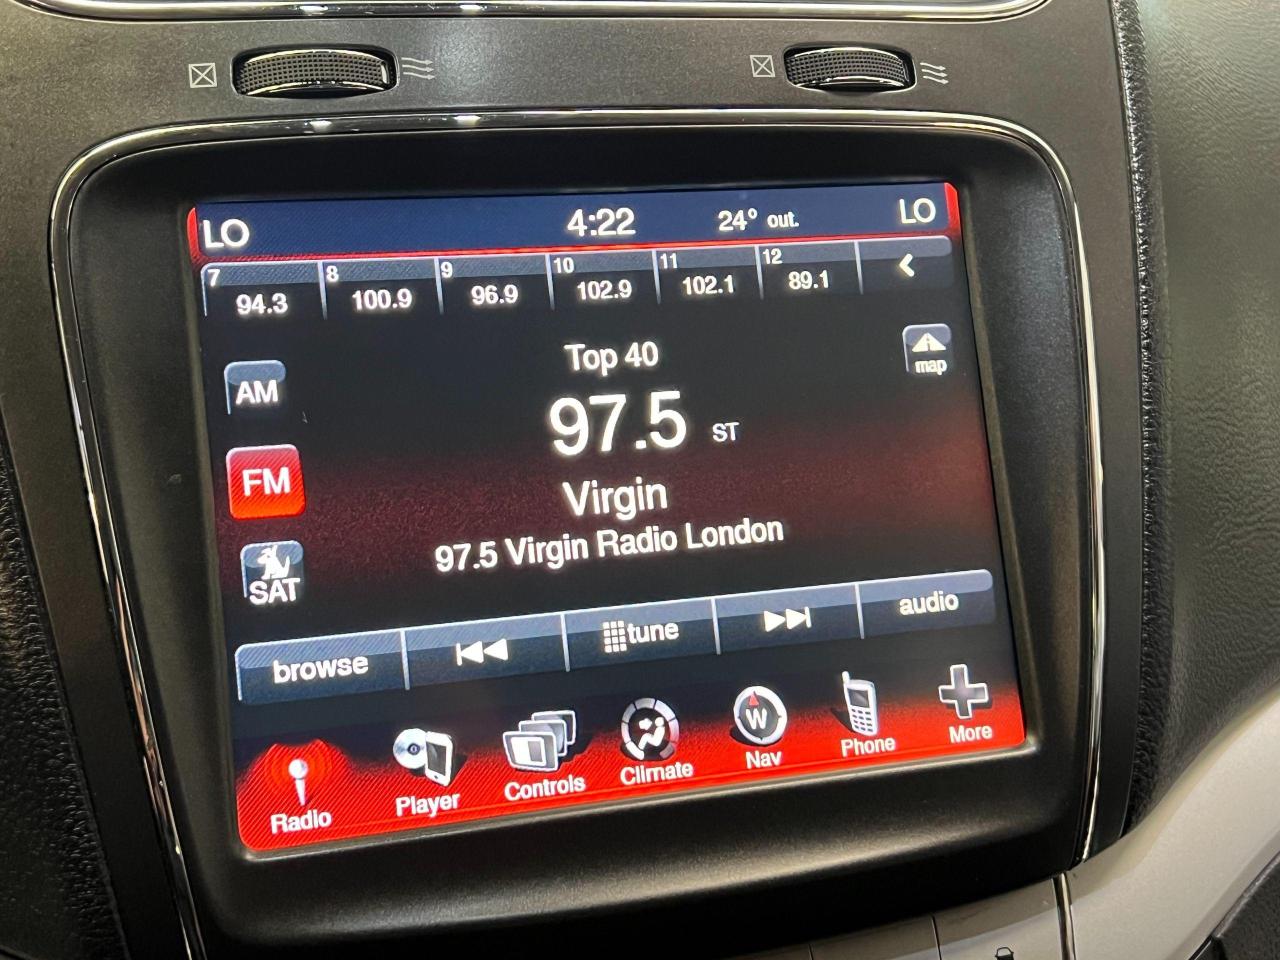 LO 4:22 24° out. LO
7 8 9 10 11 12
94.3 100.9 96.9 102.9 102.1 89.1
Top 40
map
AM
97.5 ST
FM
Virgin
97.5 Virgin Radio London
SAT
browse tune audio
W
Radio Player Controls Climate Nav Phone More